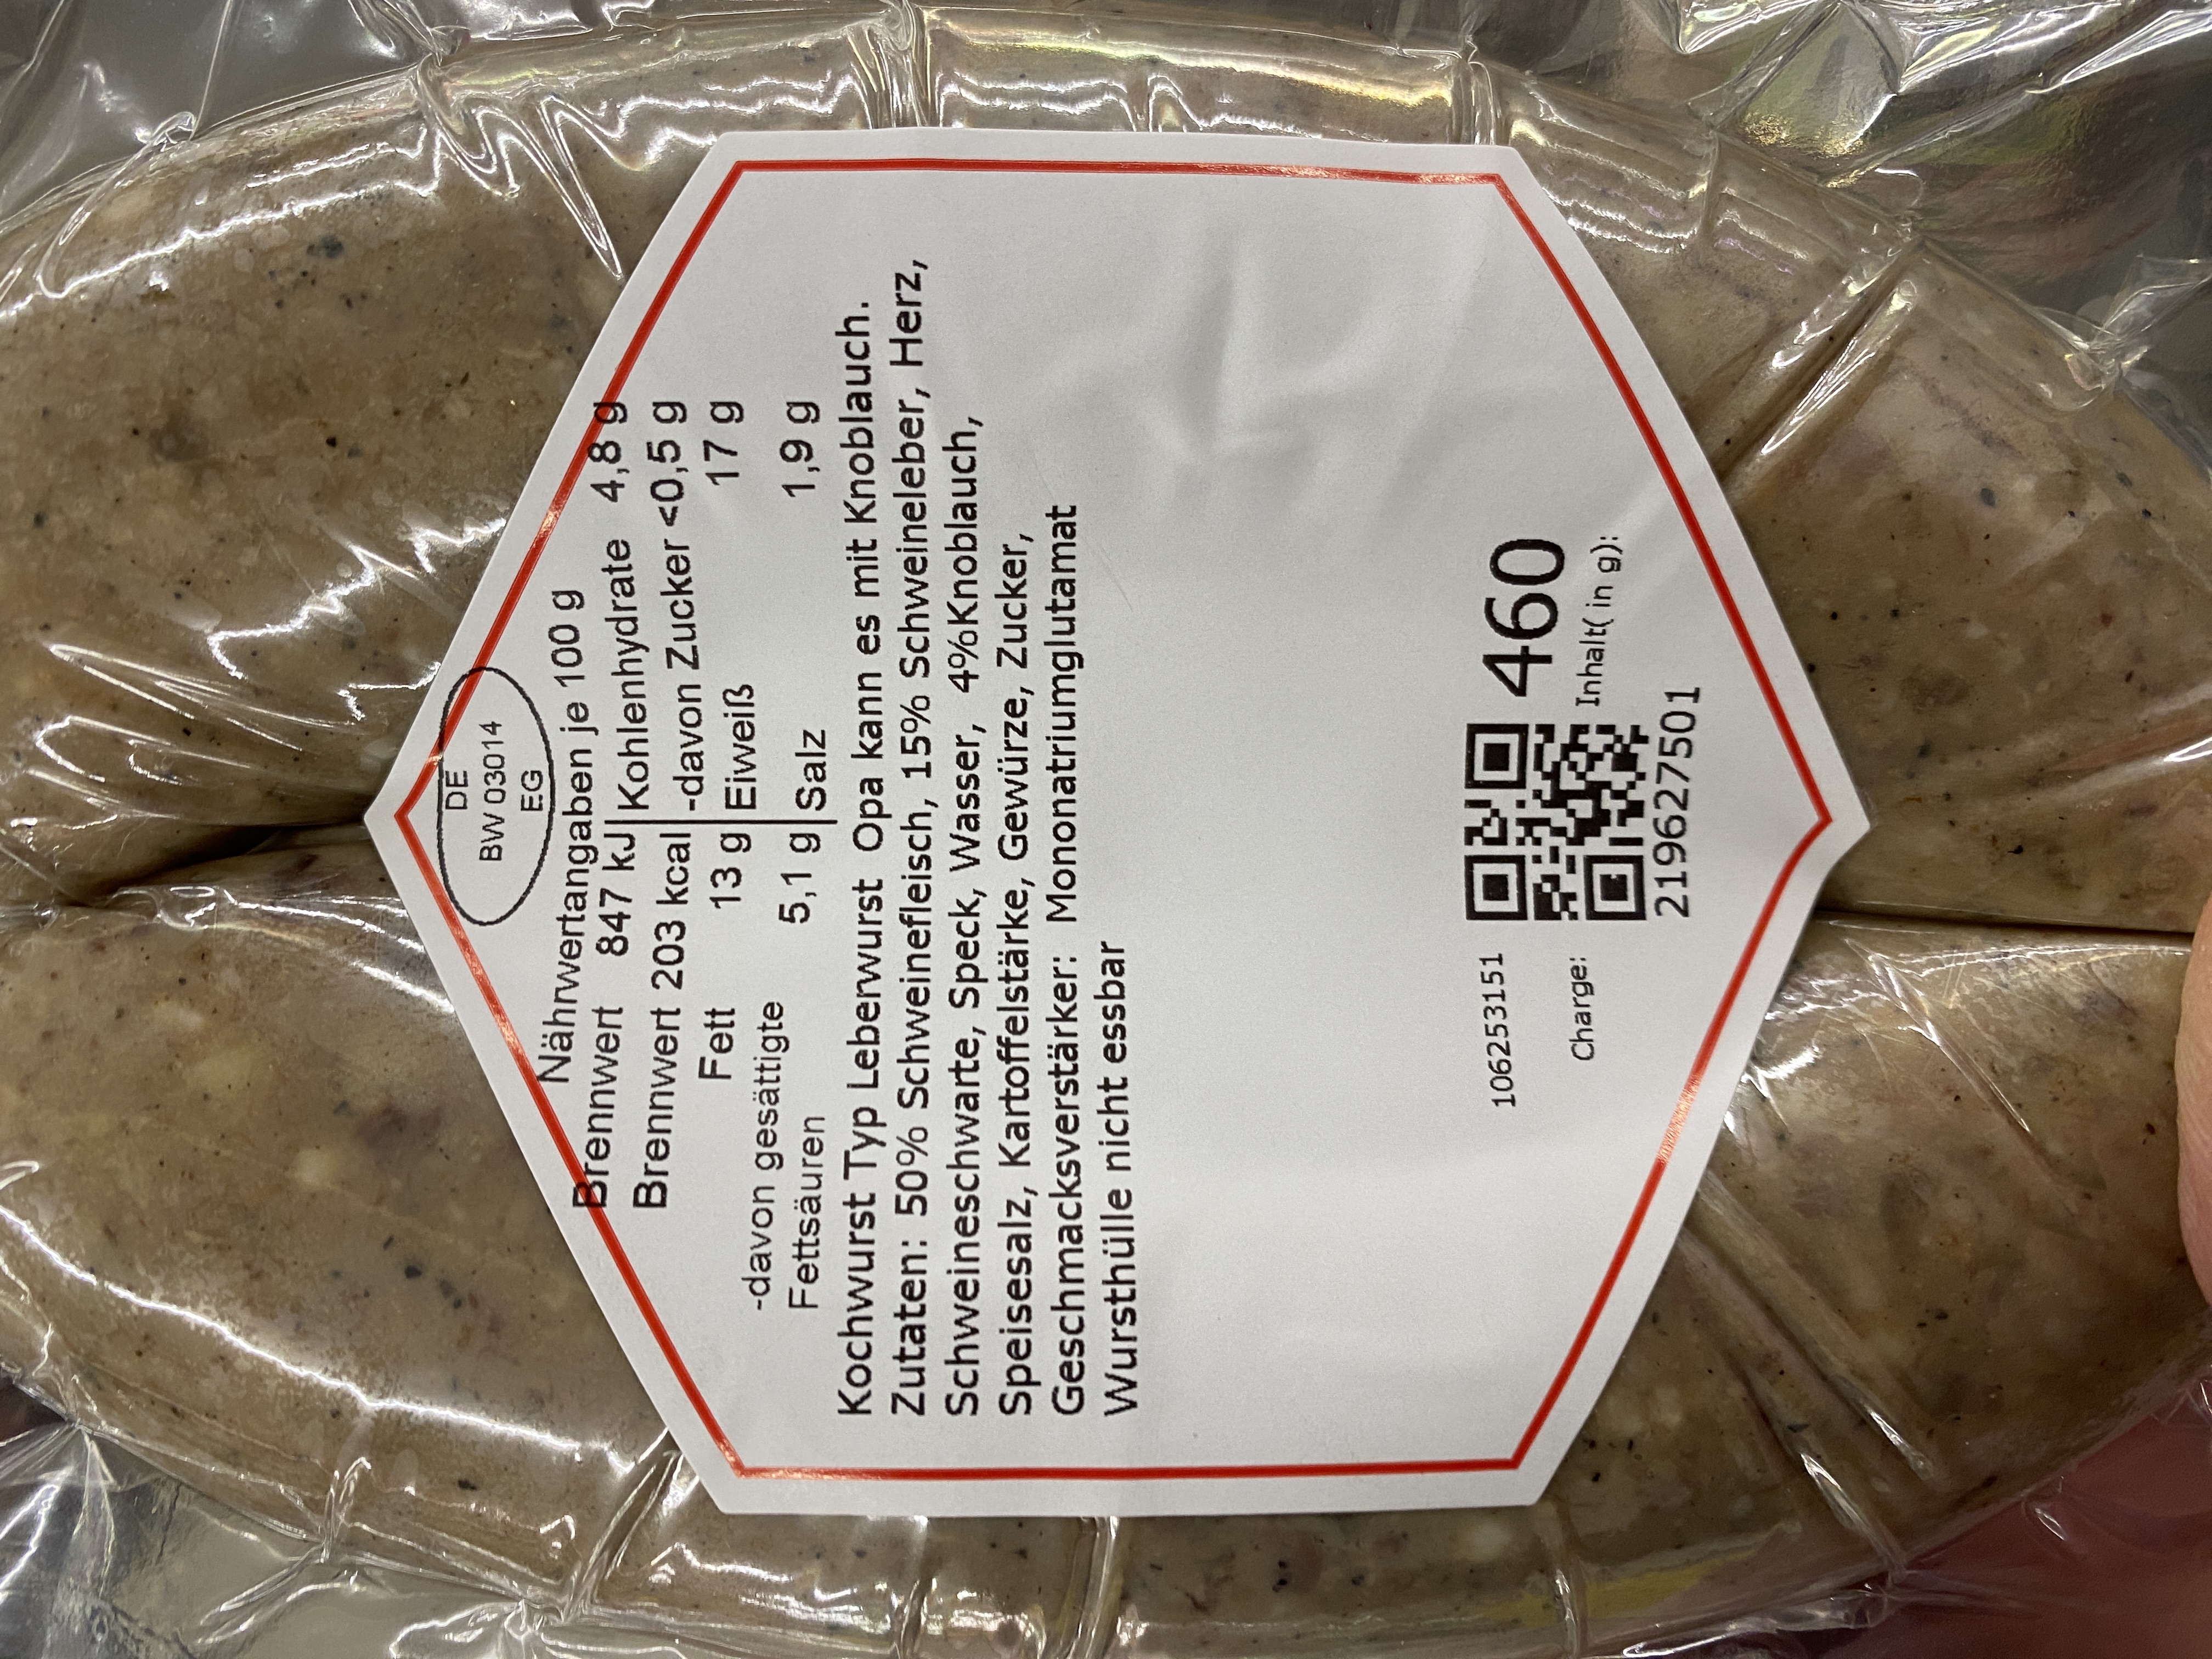 DE
BW 03014
EG
Nährwertangaben je 100 g
Brennwert 847 kJ Kohlenhydrate 4,8 g
Brennwert 203 kcal -davon Zucker <0,5 g
Fett 13 g Eiweiß 17 g
-davon gesättigte
Fettsäuren 5,1 g Salz 1,9 g
Kochwurst Typ Leberwurst Opa kann es mit Knoblauch.
Zutaten: 50% Schweinefleisch, 15% Schweineleber, Herz,
Schweineschwarte, Speck, Wasser, 4%Knoblauch,
Speisesalz, Kartoffelstärke, Gewürze, Zucker,
Geschmacksverstärker: Mononatriumglutamat
Wursthülle nicht essbar
106253151 460
Charge: Inhalt( in g):
219627501